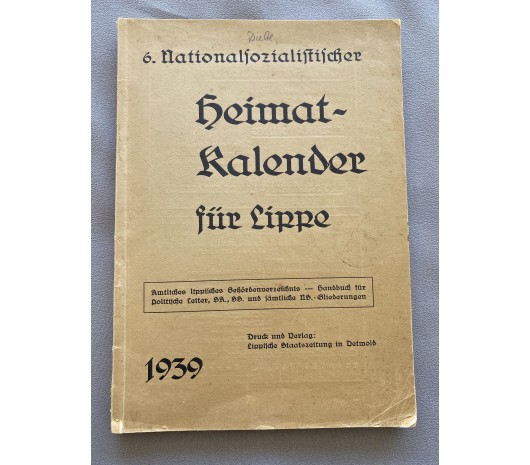 6. Nationalsozialistischer
Heimat-
Kalender
für Lippe
Amtliches lippisches Behördenverzeichnis --- Handbuch für
Politische Leiter, SA., SS. und sämtliche NS.-Gliederungen
Druck und Verlag:
Lippische Staatszeitung in Detmold
1939